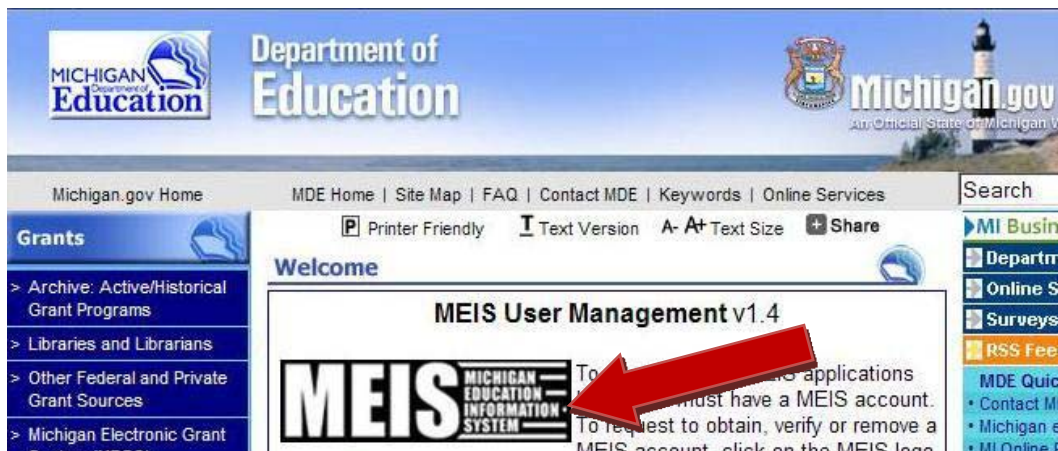 MICHIGAN
Department of
Education
Department of
Education
Michigan.gov
An Official State of Michigan
Michigan.gov Home
MDE Home | Site Map | FAQ | Contact MDE | Keywords | Online Services
Search
P Printer Friendly T Text Version A- A+ Text Size + Share
Grants
> Archive: Active/Historical
Grant Programs
> Libraries and Librarians
> Other Federal and Private
Grant Sources
> Michigan Electronic Grant
Welcome
MEIS User Management v1.4
MEIS MICHIGAN
EDUCATION
INFORMATION
SYSTEM
To applications
must have a MEIS account.
To request to obtain, verify or remove a
MEIS account, click on the MEIS logo
MI Busin
Departm
Online S
Surveys
RSS Fee
MDE Quic
• Contact M
• Michigan e
• MI Online